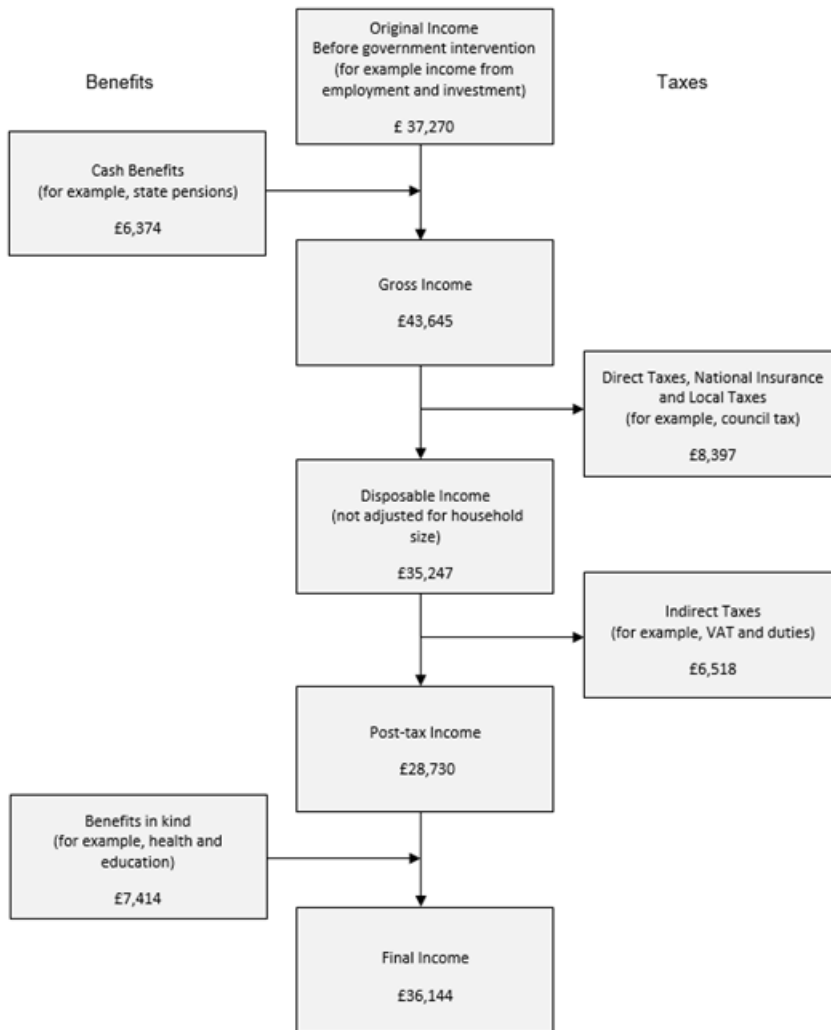 Original Income
Before government intervention
(for example income from
employment and investment)
£ 37,270
Benefits
Taxes
Cash Benefits
(for example, state pensions)
£6,374
Gross Income
£43,645
Direct Taxes, National Insurance
and Local Taxes
(for example, council tax)
£8,397
Disposable Income
(not adjusted for household
size)
£35,247
Indirect Taxes
(for example, VAT and duties)
£6,518
Post-tax Income
£28,730
Benefits in kind
(for example, health and
education)
£7,414
Final Income
£36,144